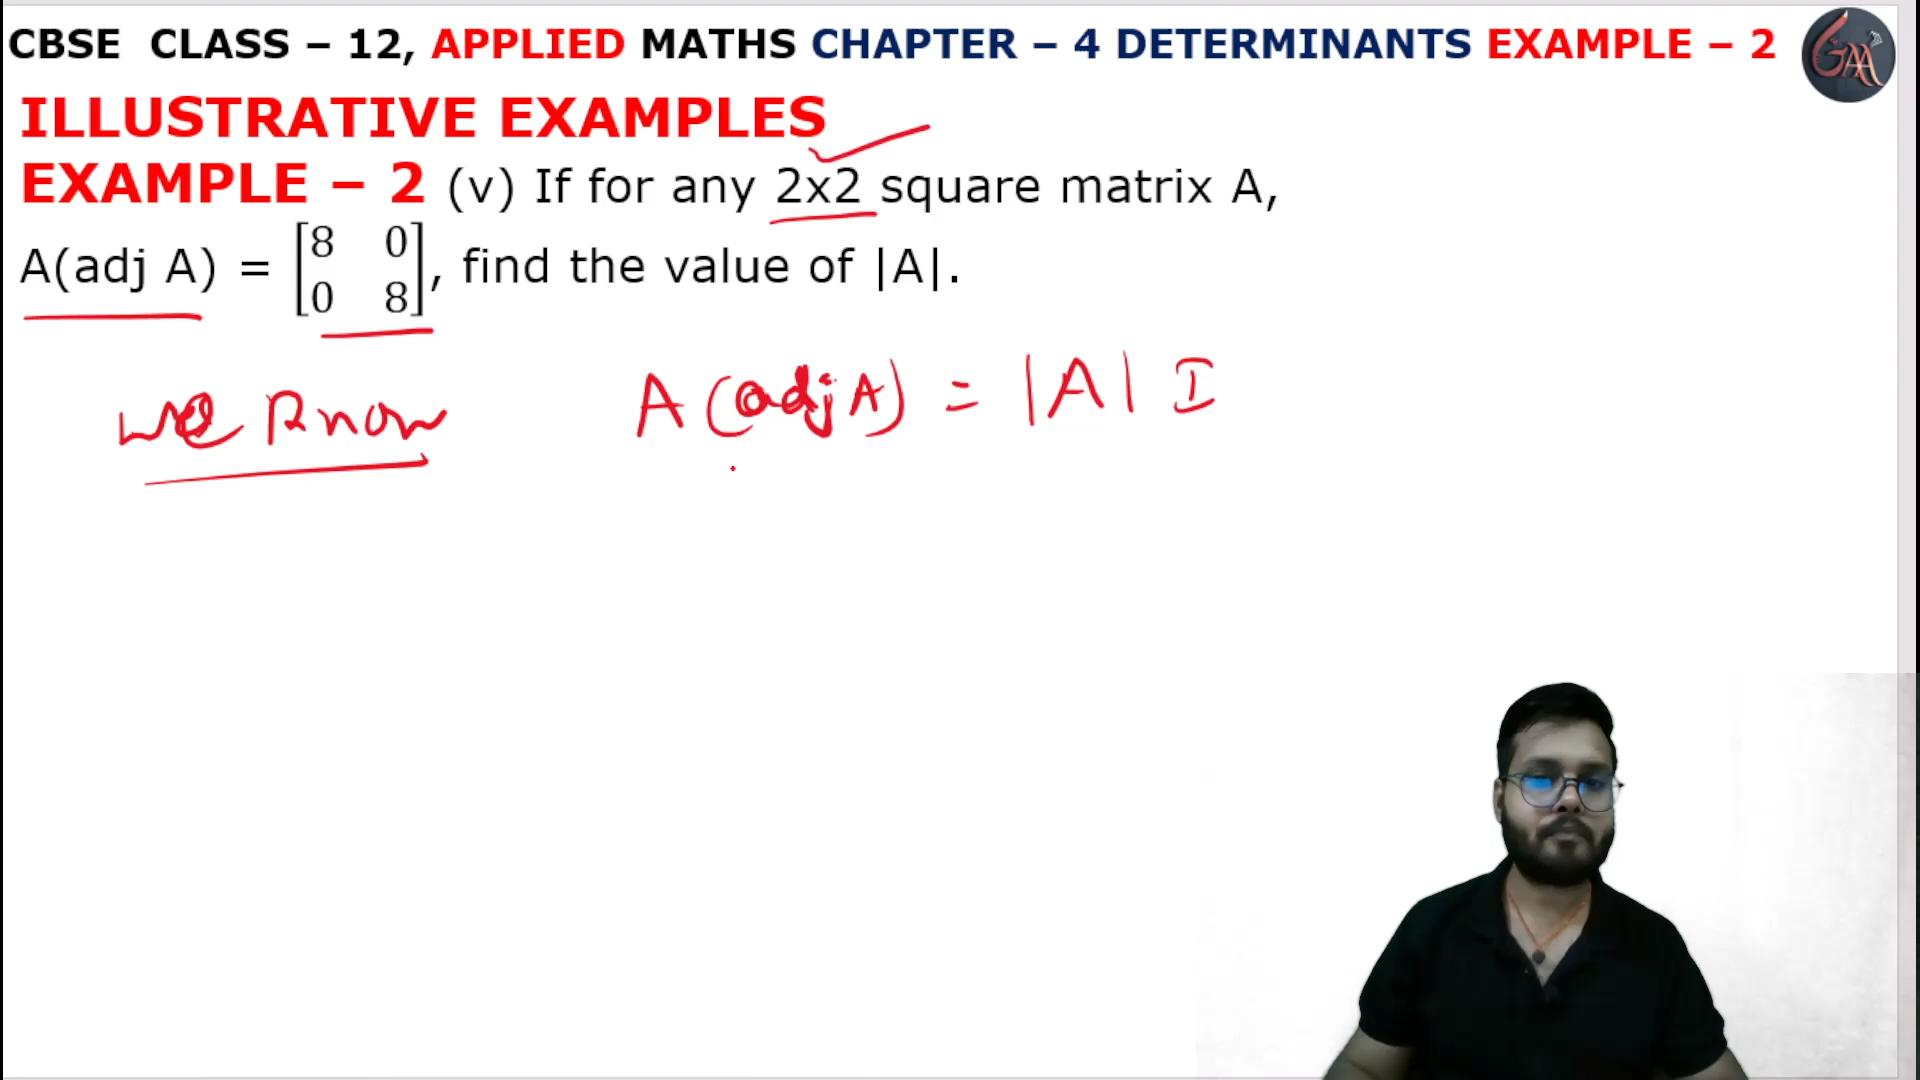 CBSE CLASS – 12, APPLIED MATHS CHAPTER – 4 DETERMINANTS EXAMPLE – 2
ILLUSTRATIVE EXAMPLES
EXAMPLE – 2 (v) If for any 2x2 square matrix A,
A(adj A) = [8 0; 0 8], find the value of |A|.
We Know A (adj A) = |A| I